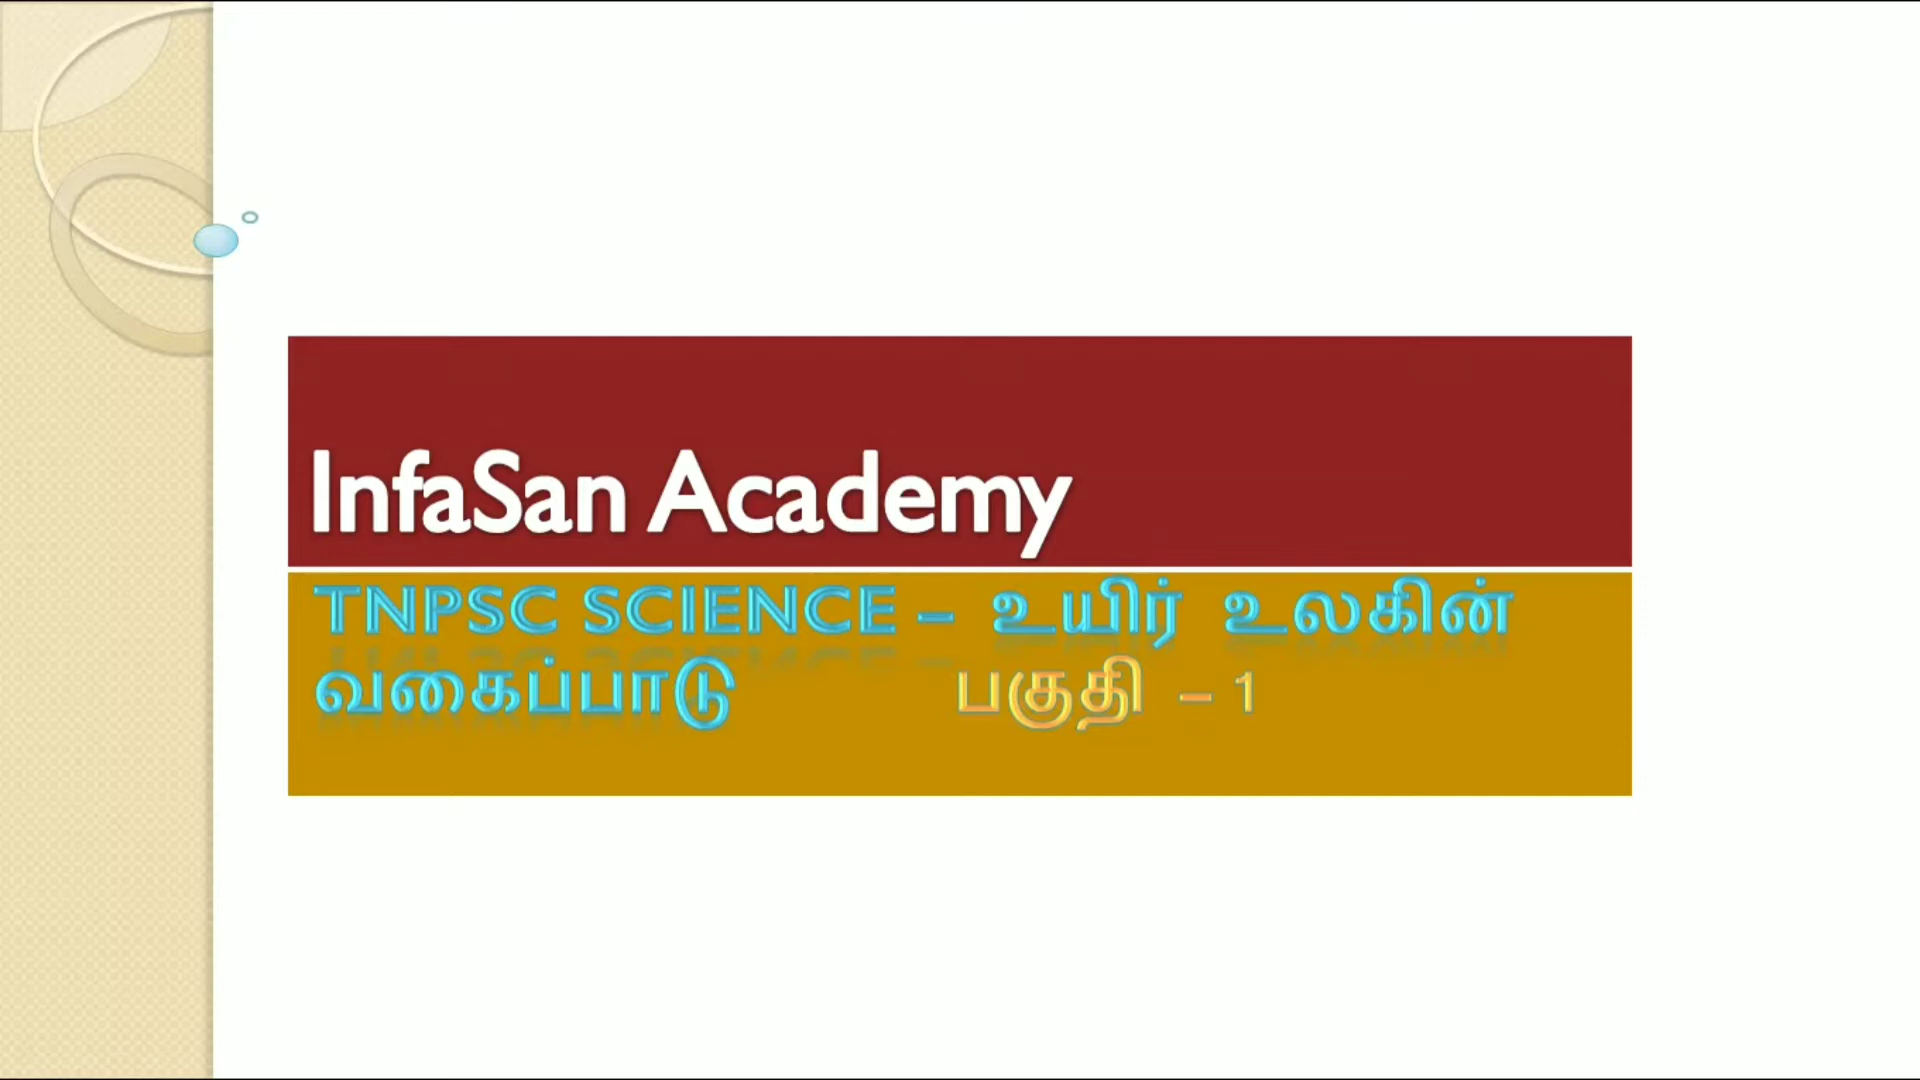 InfaSan Academy
TNPSC SCIENCE – உயிர் உலகின்
வகைப்பாடு பகுதி – 1